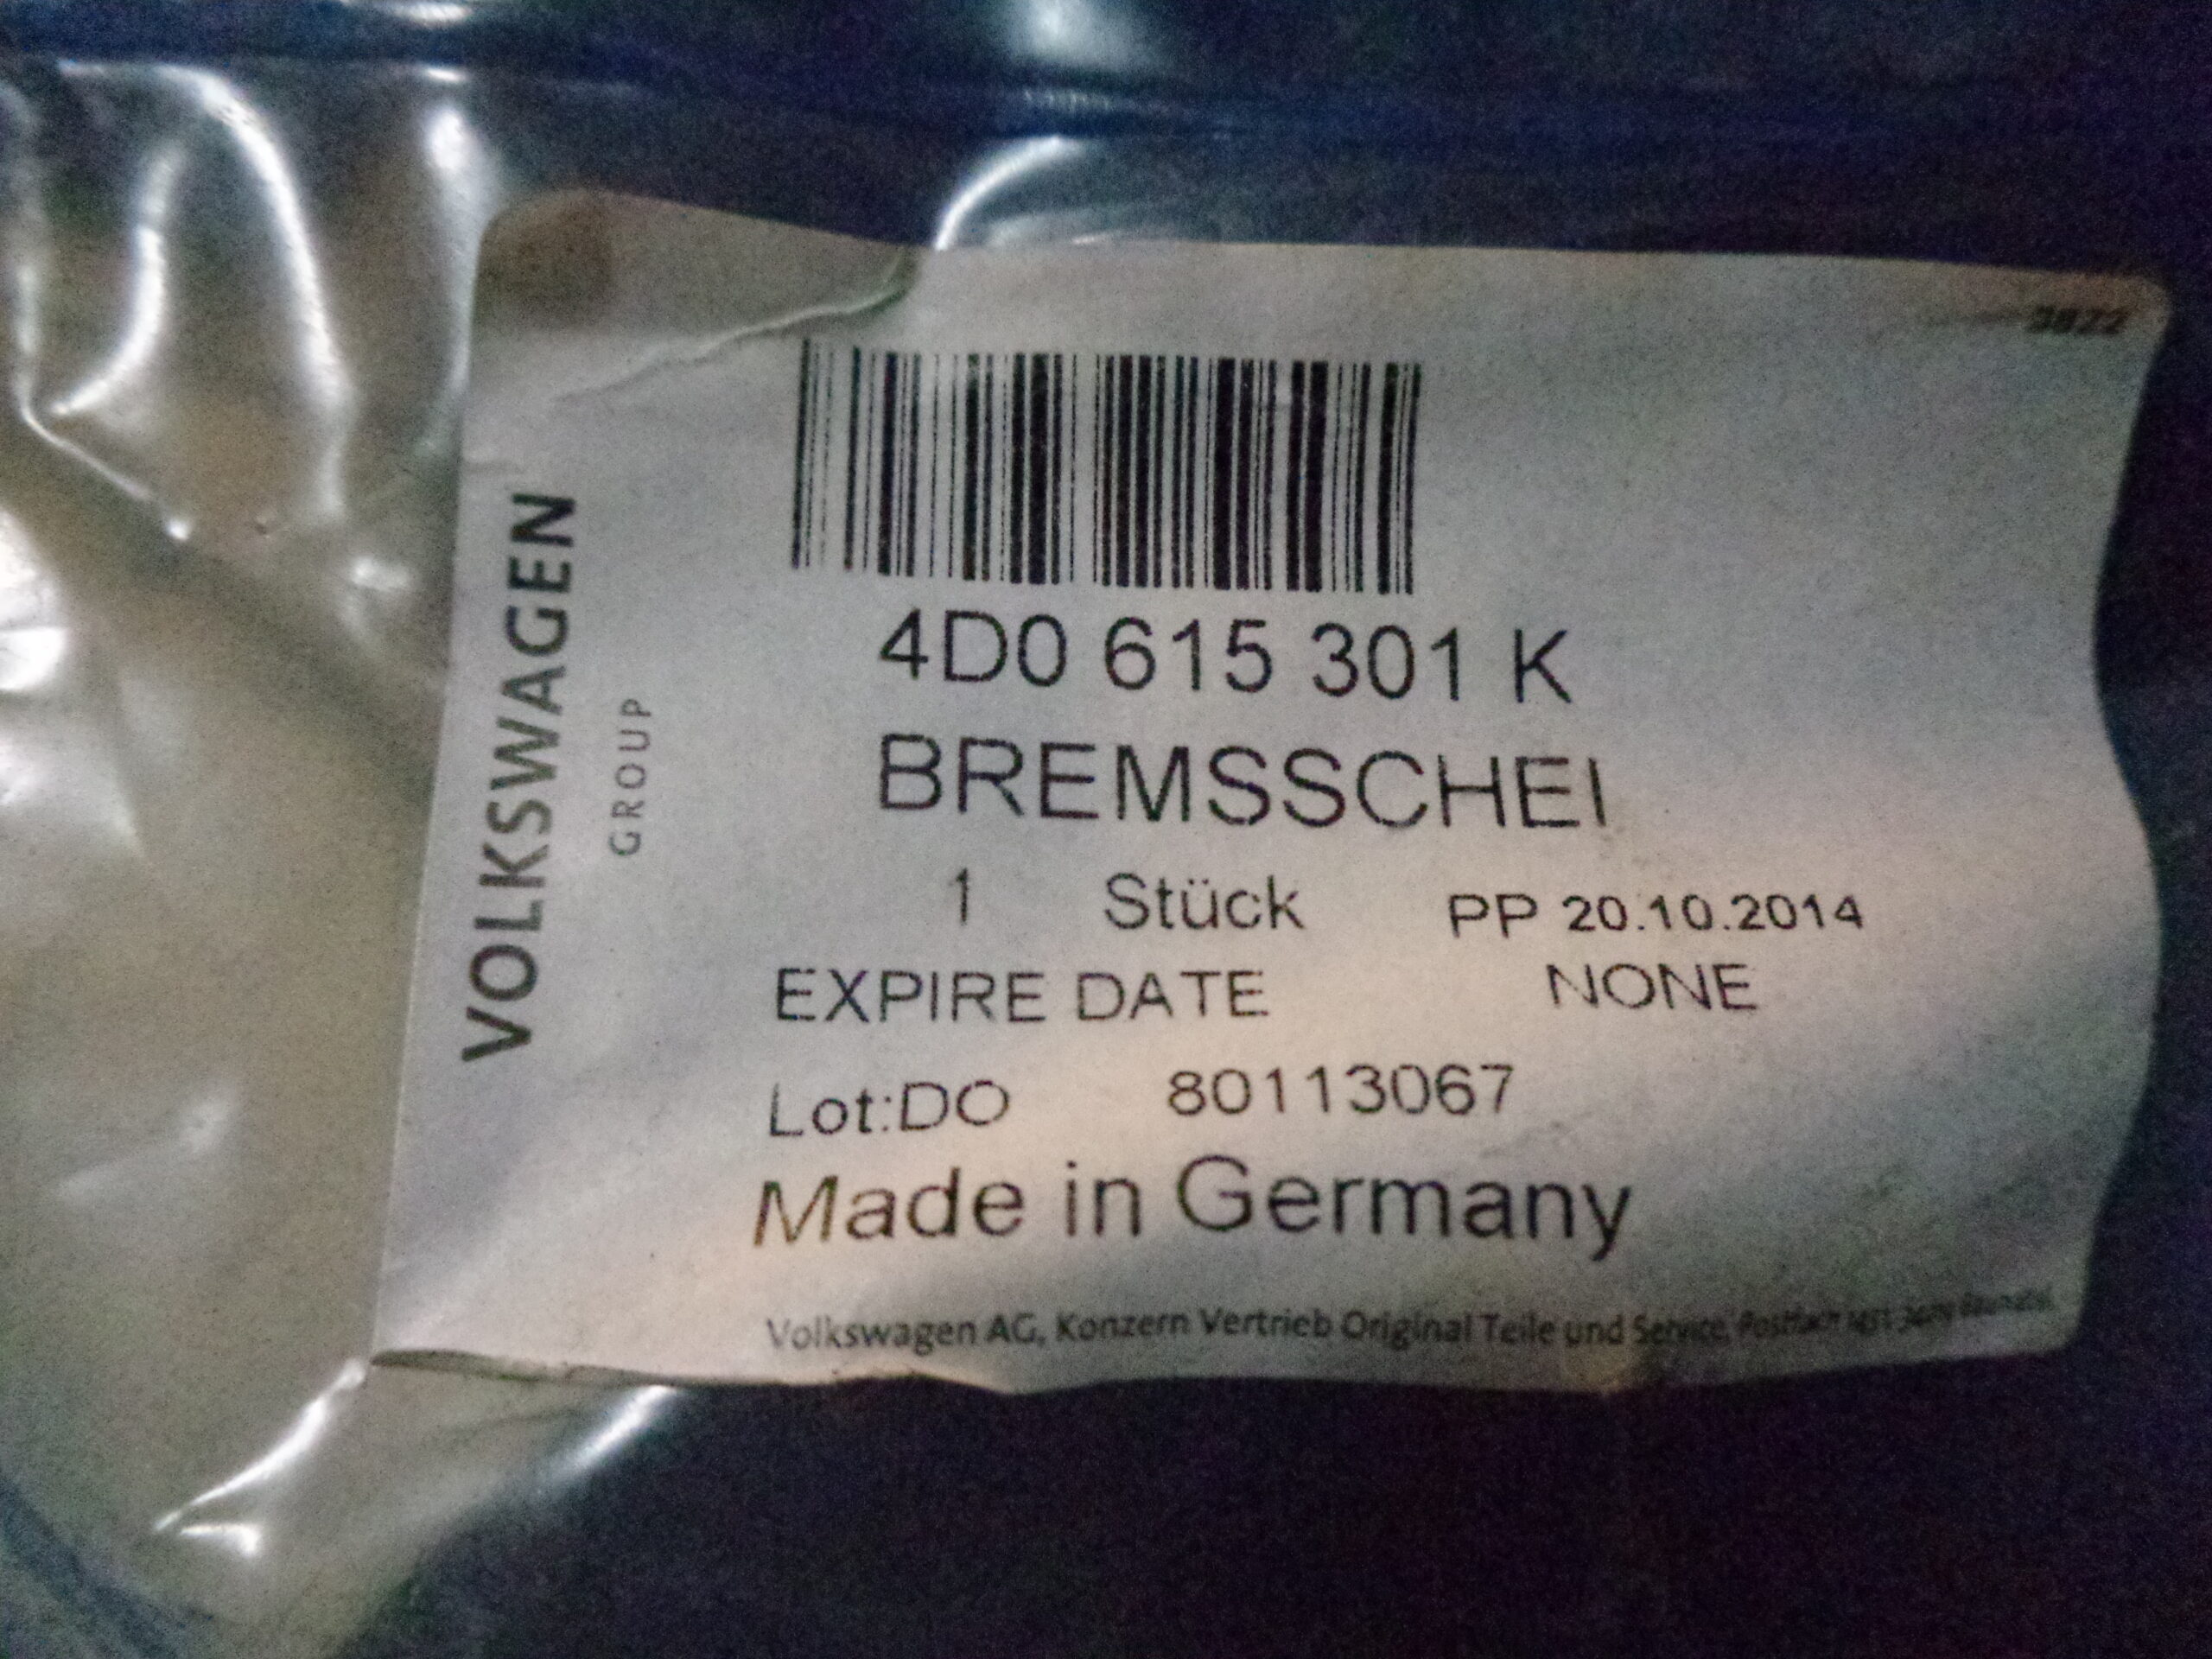 VOLKSWAGEN
GROUP
4D0 615 301 K
BREMSSCHEI
1 Stück PP 20.10.2014
EXPIRE DATE NONE
Lot:DO 80113067
Made in Germany
Volkswagen AG, Konzern Vertrieb Original Teile und Service, Postfach